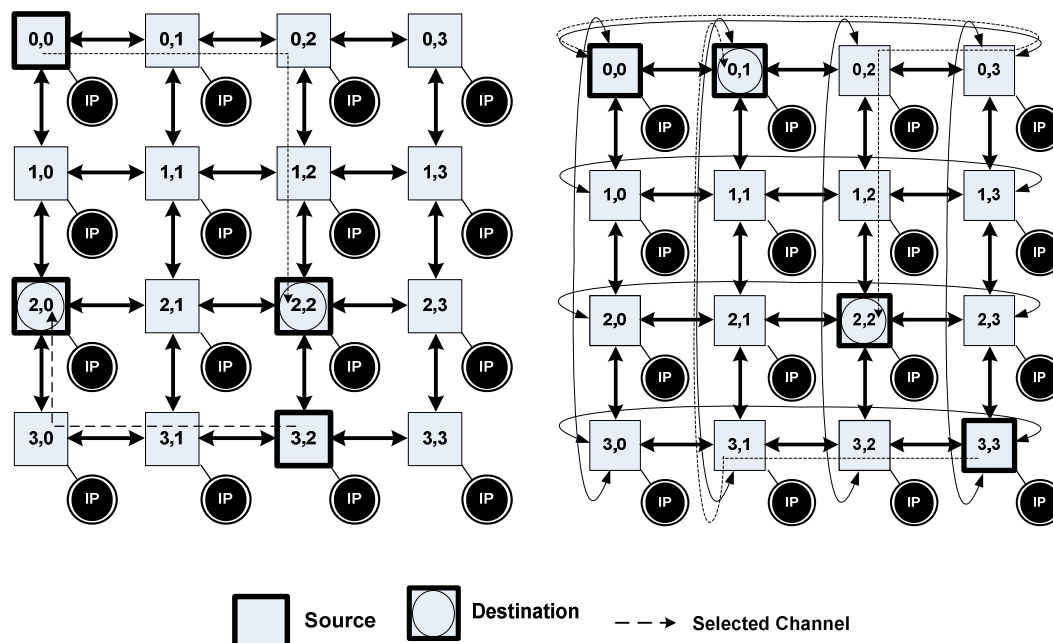 0,0 0,1 0,2 0,3
IP IP IP IP
1,0 1,1 1,2 1,3
IP IP IP IP
2,0 2,1 2,2 2,3
IP IP IP IP
3,0 3,1 3,2 3,3
IP IP IP IP
0,0 0,1 0,2 0,3
IP IP IP IP
1,0 1,1 1,2 1,3
IP IP IP IP
2,0 2,1 2,2 2,3
IP IP IP IP
3,0 3,1 3,2 3,3
IP IP IP IP
Source Destination Selected Channel